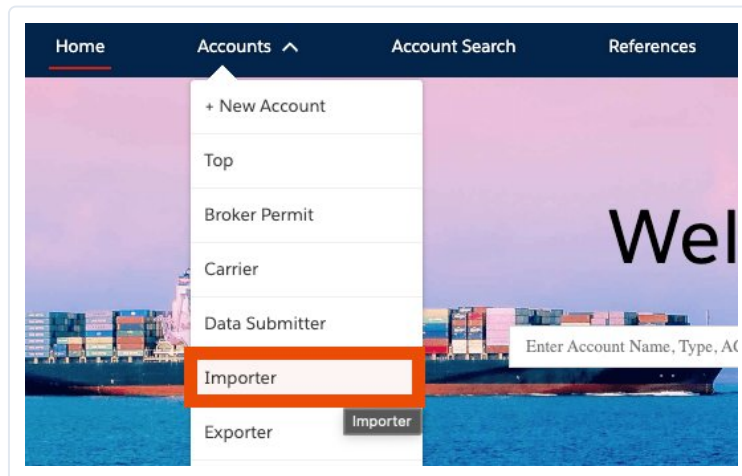 Home Accounts Account Search References
+ New Account
Top
Broker Permit
Carrier
Data Submitter
Importer
Exporter
Importer
Wel
Enter Account Name, Type, AC